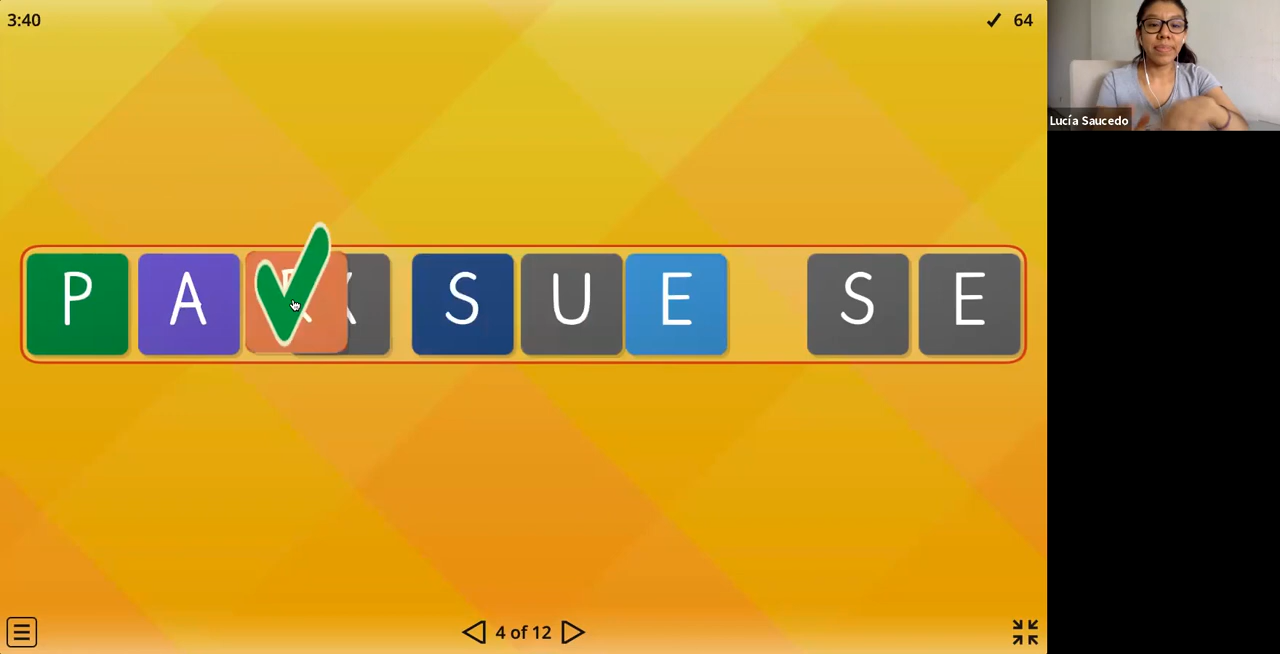 3:40
✓ 64
Lucía Saucedo
P A S U E S E
4 of 12